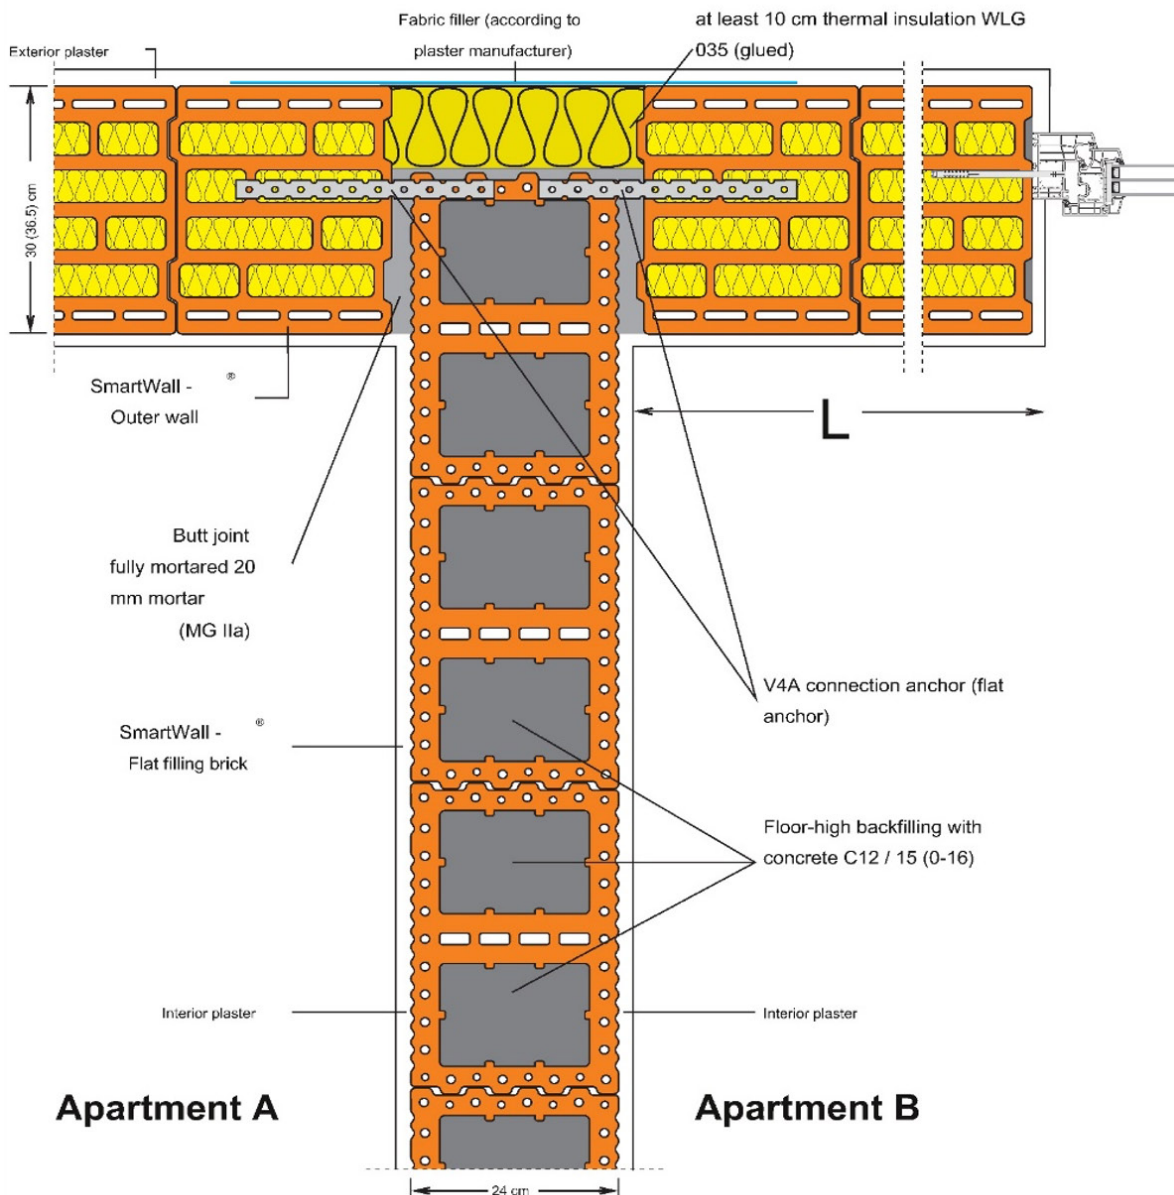 Fabric filler (according to
plaster manufacturer)
at least 10 cm thermal insulation WLG
035 (glued)
Exterior plaster
30 (36.5) cm
SmartWall - ®
Outer wall
L
Butt joint
fully mortared 20
mm mortar
(MG IIa)
V4A connection anchor (flat
anchor)
SmartWall - ®
Flat filling brick
Floor-high backfilling with
concrete C12 / 15 (0-16)
Interior plaster
Interior plaster
Apartment A
Apartment B
24 cm